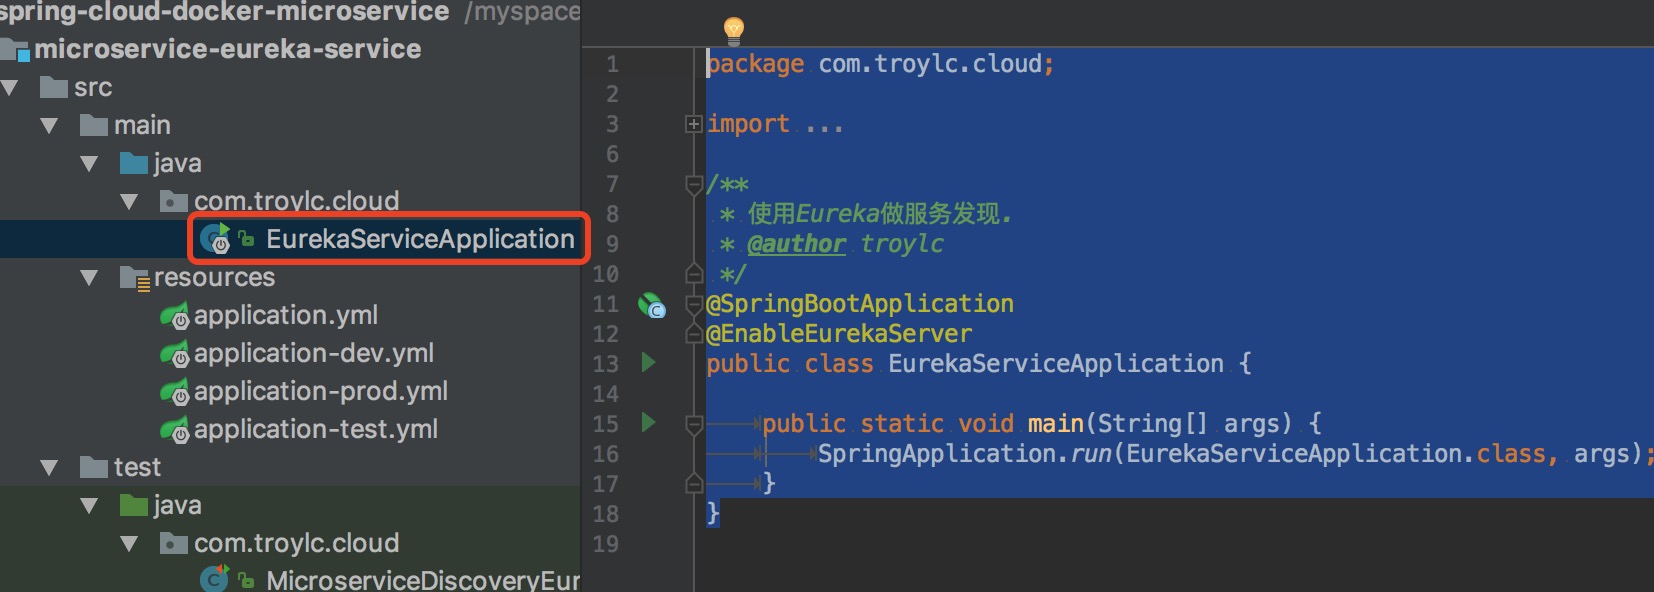 spring-cloud-docker-microservice /myspace
microservice-eureka-service
src
main
java
com.troylc.cloud
EurekaServiceApplication
resources
application.yml
application-dev.yml
application-prod.yml
application-test.yml
test
java
com.troylc.cloud
MicroserviceDiscoveryEur
1 package com.troylc.cloud;
2
3 import ...
6
7 /**
8 * 使用Eureka做服务发现.
9 * @author troylc
10 */
11 @SpringBootApplication
12 @EnableEurekaServer
13 public class EurekaServiceApplication {
14
15 public static void main(String[] args) {
16 SpringApplication.run(EurekaServiceApplication.class, args);
17 }
18 }
19